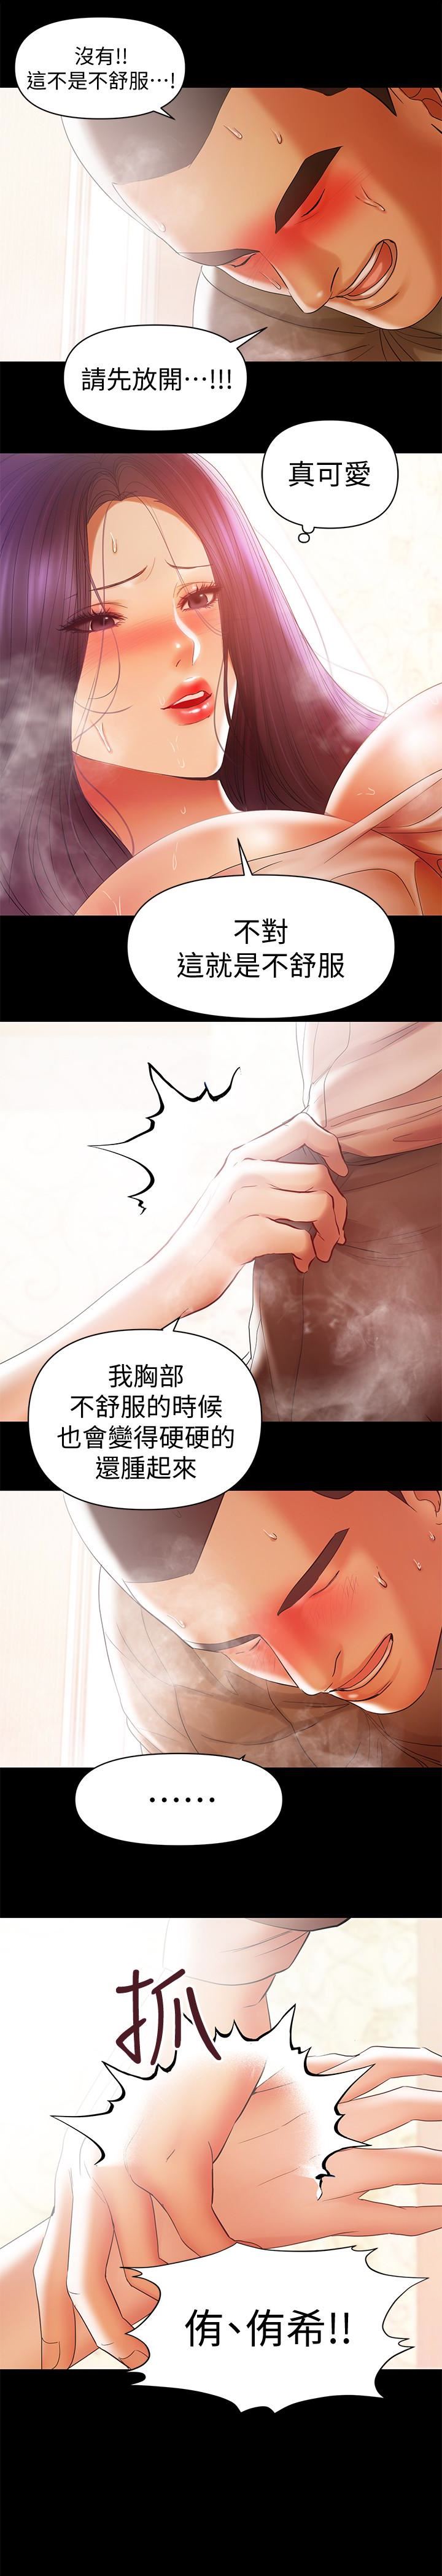 沒有!!
這不是不舒服…!
請先放開…!!!
真可愛
不對
這就是不舒服
我胸部
不舒服的時候
也會變得硬硬的
還腫起來
……
抓
侑、侑希!!